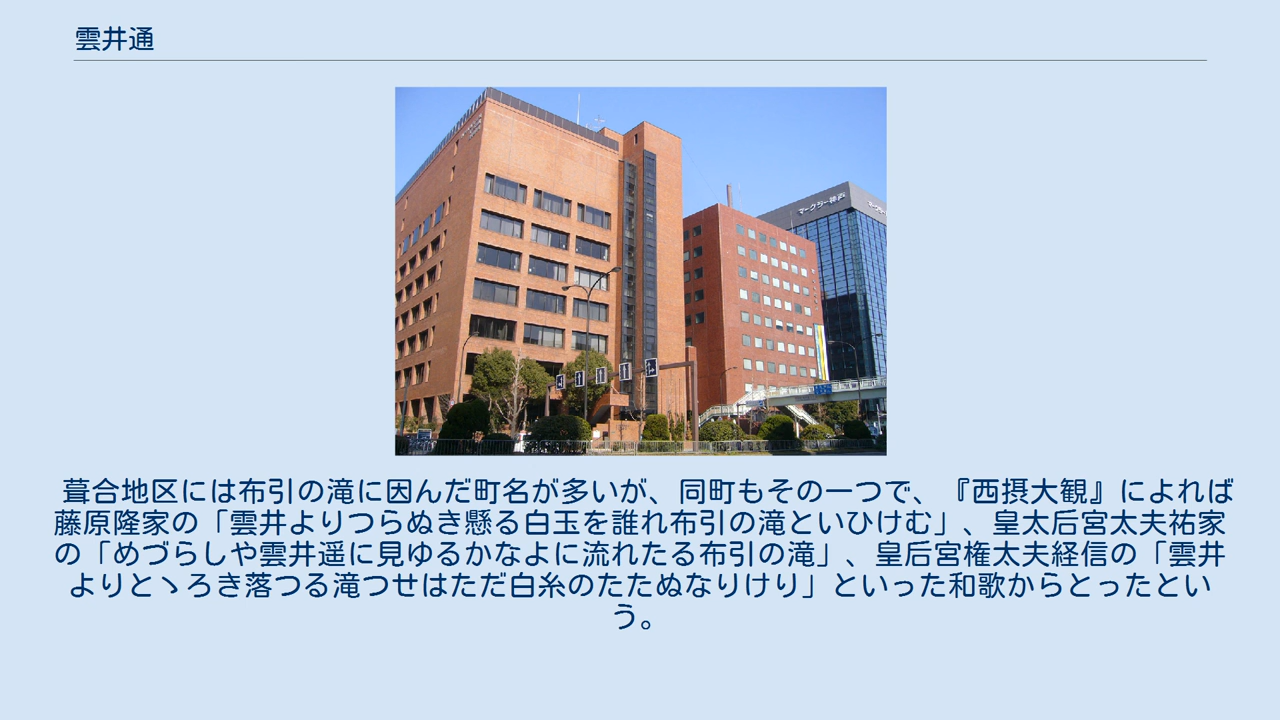 雲井通
マークラー神戸
葺合地区には布引の滝に因んだ町名が多いが、同町もその一つで、『西摂大観』によれば
藤原隆家の「雲井よりつらぬき懸る白玉を誰れ布引の滝といひけむ」、皇太后宮太夫祐家
の「めづらしや雲井遥に見ゆるかなよに流れたる布引の滝」、皇后宮権太夫経信の「雲井
よりとゝろき落つる滝つせはただ白糸のたたぬなりけり」といった和歌からとったとい
う。